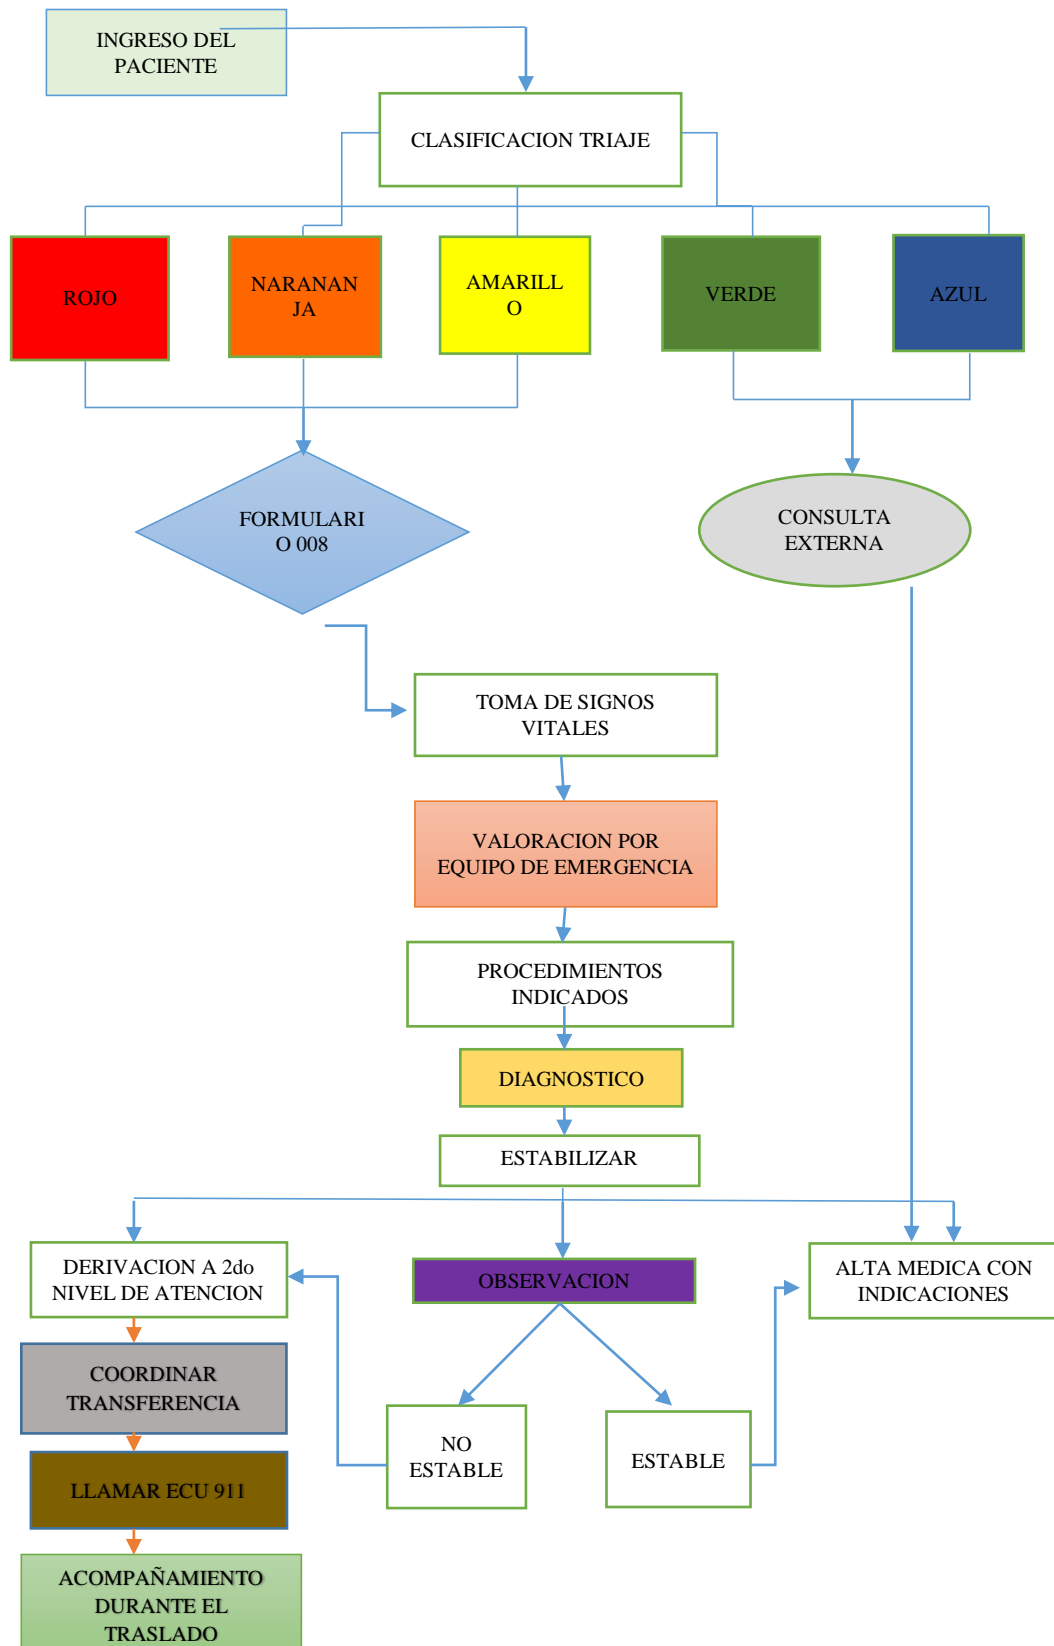 INGRESO DEL
PACIENTE
CLASIFICACION TRIAJE
ROJO
NARANAN
JA
AMARILL
O
VERDE
AZUL
FORMULARI
O 008
CONSULTA
EXTERNA
TOMA DE SIGNOS
VITALES
VALORACION POR
EQUIPO DE EMERGENCIA
PROCEDIMIENTOS
INDICADOS
DIAGNOSTICO
ESTABILIZAR
DERIVACION A 2do
NIVEL DE ATENCION
OBSERVACION
ALTA MEDICA CON
INDICACIONES
COORDINAR
TRANSFERENCIA
NO
ESTABLE
ESTABLE
LLAMAR ECU 911
ACOMPAÑAMIENTO
DURANTE EL
TRASLADO